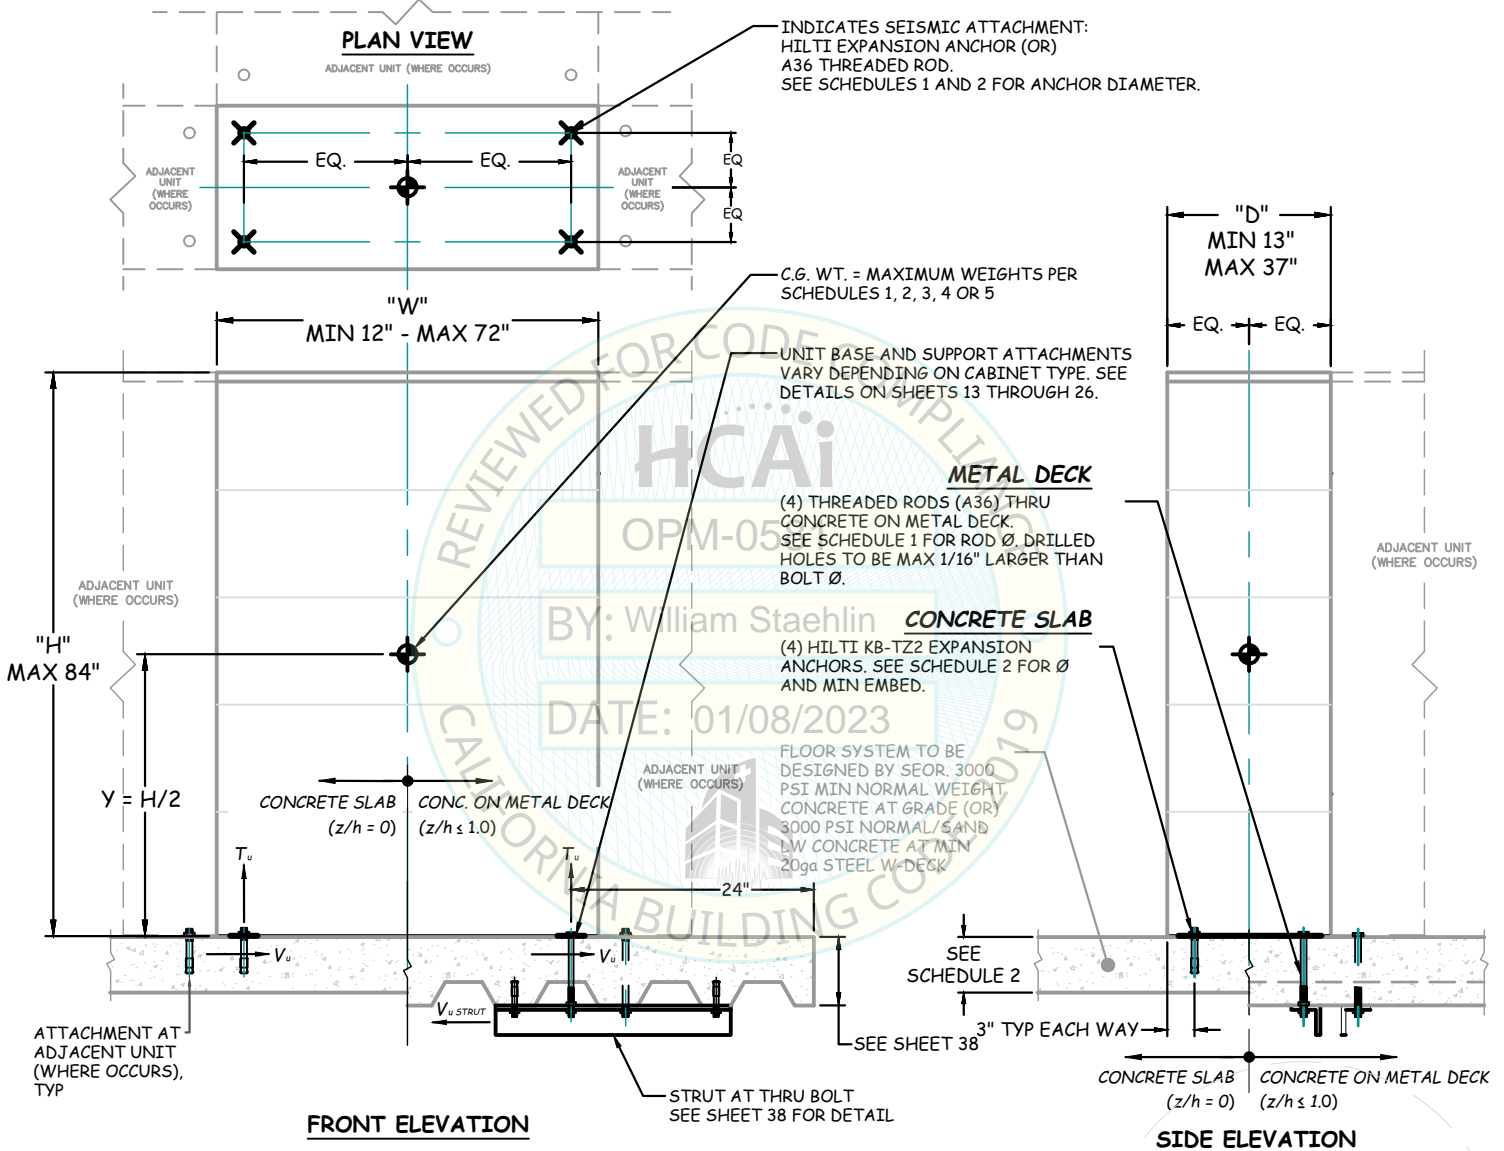 PLAN VIEW
ADJACENT UNIT (WHERE OCCURS)
INDICATES SEISMIC ATTACHMENT:
HILTI EXPANSION ANCHOR (OR)
A36 THREADED ROD.
SEE SCHEDULES 1 AND 2 FOR ANCHOR DIAMETER.
ADJACENT
UNIT
(WHERE
OCCURS)
EQ.
EQ.
ADJACENT
UNIT
(WHERE
OCCURS)
EQ
EQ
"W"
MIN 12" - MAX 72"
C.G. WT. = MAXIMUM WEIGHTS PER
SCHEDULES 1, 2, 3, 4 OR 5
"D"
MIN 13"
MAX 37"
EQ.
EQ.
UNIT BASE AND SUPPORT ATTACHMENTS
VARY DEPENDING ON CABINET TYPE. SEE
DETAILS ON SHEETS 13 THROUGH 26.
REVIEWED FOR CODE COMPLIANCE
HCAi
OPM-0581
BY: William Staehlin
DATE: 01/08/2023
CALIFORNIA BUILDING CODE 2019
METAL DECK
(4) THREADED RODS (A36) THRU
CONCRETE ON METAL DECK.
SEE SCHEDULE 1 FOR ROD Ø. DRILLED
HOLES TO BE MAX 1/16" LARGER THAN
BOLT Ø.
CONCRETE SLAB
(4) HILTI KB-TZ2 EXPANSION
ANCHORS. SEE SCHEDULE 2 FOR Ø
AND MIN EMBED.
FLOOR SYSTEM TO BE
DESIGNED BY SEOR. 3000
PSI MIN NORMAL WEIGHT
CONCRETE AT GRADE (OR)
3000 PSI NORMAL/SAND
LW CONCRETE AT MIN
20ga STEEL W-DECK
ADJACENT UNIT
(WHERE OCCURS)
ADJACENT UNIT
(WHERE OCCURS)
ADJACENT UNIT
(WHERE OCCURS)
"H"
MAX 84"
Y = H/2
CONCRETE SLAB
(z/h = 0)
CONC. ON METAL DECK
(z/h ≤ 1.0)
Tu
Tu
24"
Vu
Vu
Vu STRUT
SEE
SCHEDULE 2
3" TYP EACH WAY
SEE SHEET 38
ATTACHMENT AT
ADJACENT UNIT
(WHERE OCCURS),
TYP
STRUT AT THRU BOLT
SEE SHEET 38 FOR DETAIL
CONCRETE SLAB
(z/h = 0)
CONCRETE ON METAL DECK
(z/h ≤ 1.0)
FRONT ELEVATION
SIDE ELEVATION